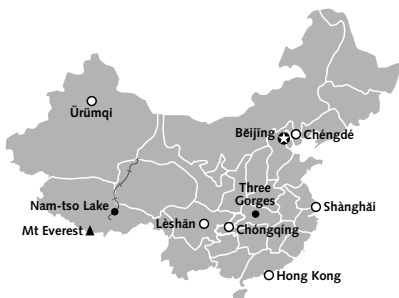 Ürümqi
Běijīng
Chéngdé
Three
Gorges
Nam-tso Lake
Mt Everest
Lèshān
Chóngqìng
Shànghǎi
Hong Kong